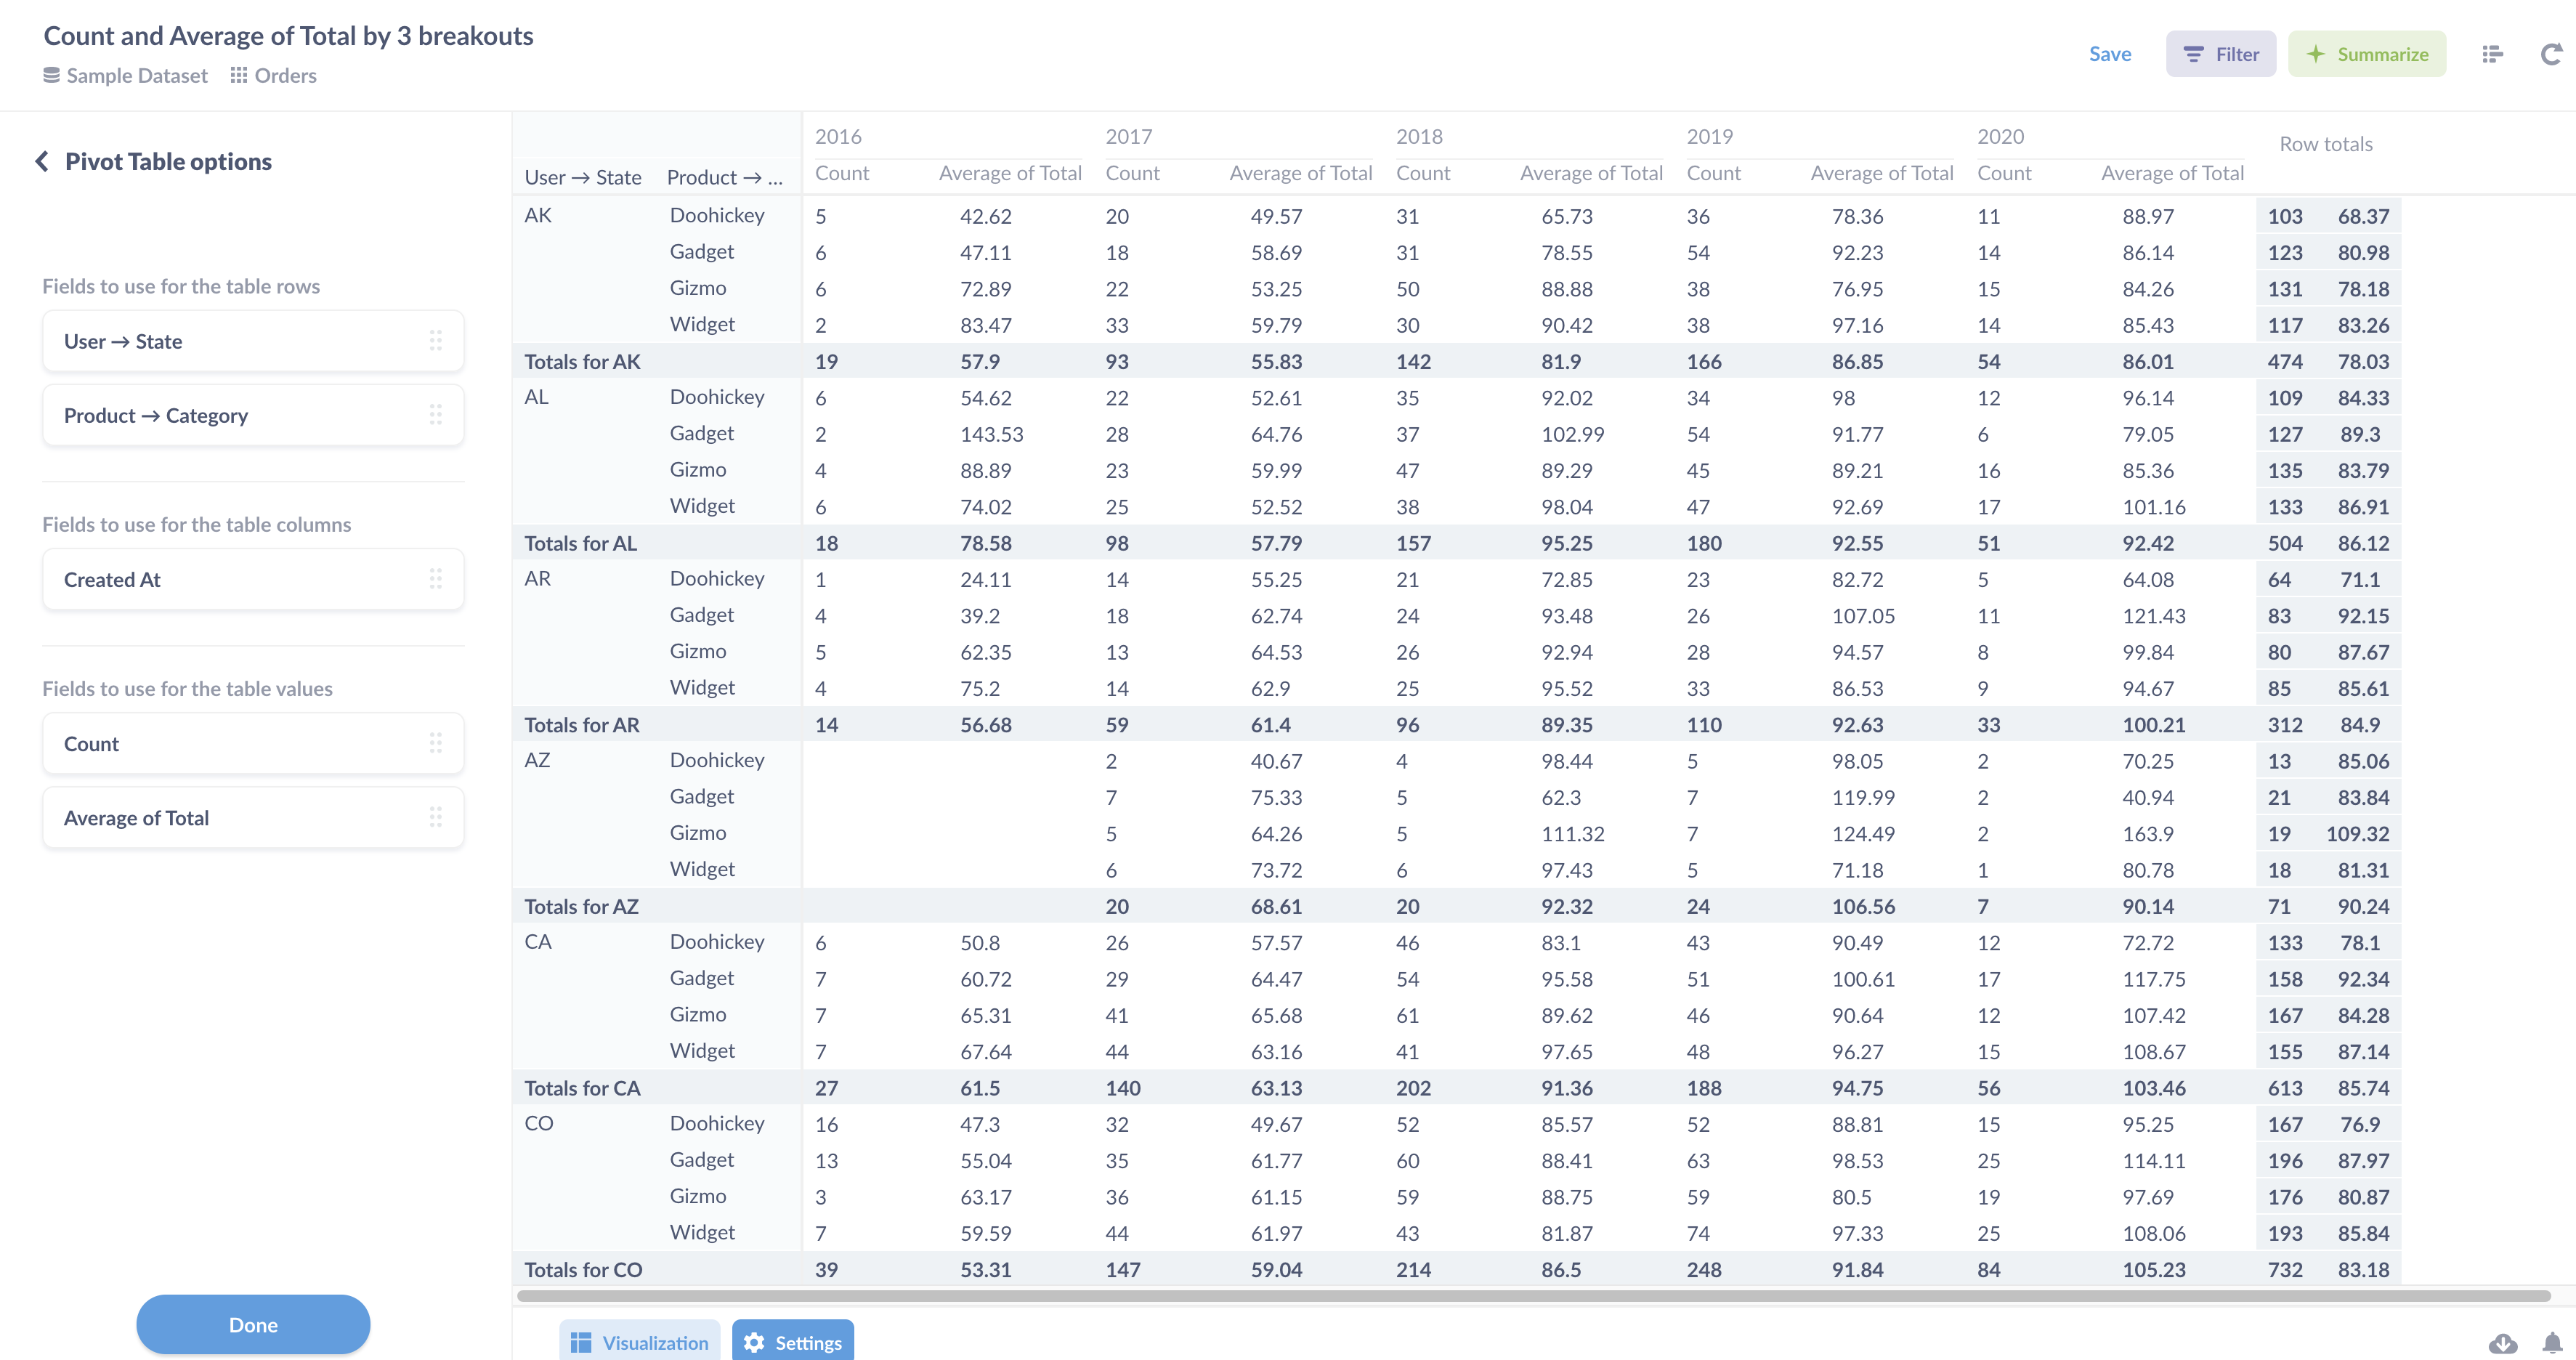 Count and Average of Total by 3 breakouts
Sample Dataset Orders
Save Filter Summarize
Pivot Table options
Fields to use for the table rows
User → State
Product → Category
Fields to use for the table columns
Created At
Fields to use for the table values
Count
Average of Total
Done
2016 2017 2018 2019 2020 Row totals
User → State Product → ... Count Average of Total Count Average of Total Count Average of Total Count Average of Total Count Average of Total
AK Doohickey 5 42.62 20 49.57 31 65.73 36 78.36 11 88.97 103 68.37
Gadget 6 47.11 18 58.69 31 78.55 54 92.23 14 86.14 123 80.98
Gizmo 6 72.89 22 53.25 50 88.88 38 76.95 15 84.26 131 78.18
Widget 2 83.47 33 59.79 30 90.42 38 97.16 14 85.43 117 83.26
Totals for AK 19 57.9 93 55.83 142 81.9 166 86.85 54 86.01 474 78.03
AL Doohickey 6 54.62 22 52.61 35 92.02 34 98 12 96.14 109 84.33
Gadget 2 143.53 28 64.76 37 102.99 54 91.77 6 79.05 127 89.3
Gizmo 4 88.89 23 59.99 47 89.29 45 89.21 16 85.36 135 83.79
Widget 6 74.02 25 52.52 38 98.04 47 92.69 17 101.16 133 86.91
Totals for AL 18 78.58 98 57.79 157 95.25 180 92.55 51 92.42 504 86.12
AR Doohickey 1 24.11 14 55.25 21 72.85 23 82.72 5 64.08 64 71.1
Gadget 4 39.2 18 62.74 24 93.48 26 107.05 11 121.43 83 92.15
Gizmo 5 62.35 13 64.53 26 92.94 28 94.57 8 99.84 80 87.67
Widget 4 75.2 14 62.9 25 95.52 33 86.53 9 94.67 85 85.61
Totals for AR 14 56.68 59 61.4 96 89.35 110 92.63 33 100.21 312 84.9
AZ Doohickey 2 40.67 4 98.44 5 98.05 2 70.25 13 85.06
Gadget 7 75.33 5 62.3 7 119.99 2 40.94 21 83.84
Gizmo 5 64.26 5 111.32 7 124.49 2 163.9 19 109.32
Widget 6 73.72 6 97.43 5 71.18 1 80.78 18 81.31
Totals for AZ 20 68.61 20 92.32 24 106.56 7 90.14 71 90.24
CA Doohickey 6 50.8 26 57.57 46 83.1 43 90.49 12 72.72 133 78.1
Gadget 7 60.72 29 64.47 54 95.58 51 100.61 17 117.75 158 92.34
Gizmo 7 65.31 41 65.68 61 89.62 46 90.64 12 107.42 167 84.28
Widget 7 67.64 44 63.16 41 97.65 48 96.27 15 108.67 155 87.14
Totals for CA 27 61.5 140 63.13 202 91.36 188 94.75 56 103.46 613 85.74
CO Doohickey 16 47.3 32 49.67 52 85.57 52 88.81 15 95.25 167 76.9
Gadget 13 55.04 35 61.77 60 88.41 63 98.53 25 114.11 196 87.97
Gizmo 3 63.17 36 61.15 59 88.75 59 80.5 19 97.69 176 80.87
Widget 7 59.59 44 61.97 43 81.87 74 97.33 25 108.06 193 85.84
Totals for CO 39 53.31 147 59.04 214 86.5 248 91.84 84 105.23 732 83.18
Visualization Settings